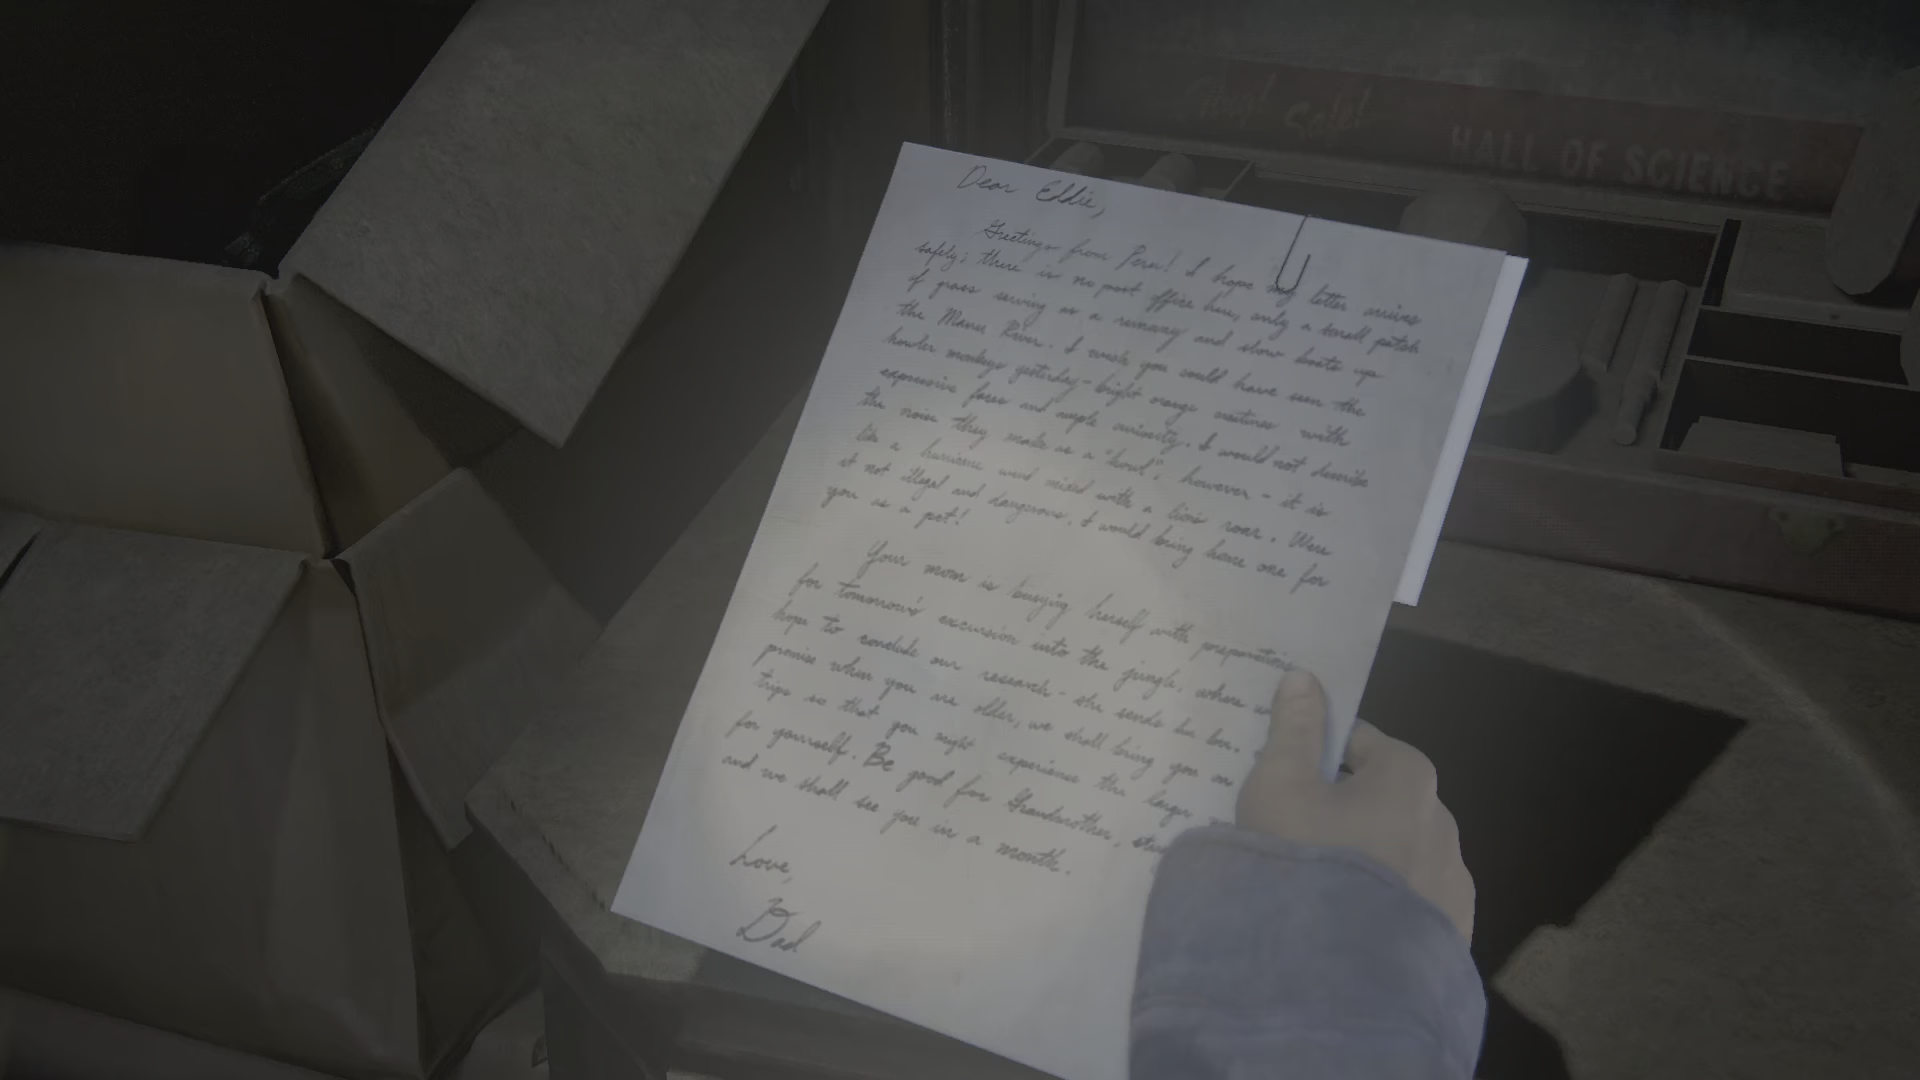 Dear Eddie,
Greetings from Peru! I hope my letter arrives
safely; there is no post office here, only a small patch
of grass serving as a runway and slow boats up
the Manu River. I wish you could have seen the
howler monkeys yesterday - bright orange creatures with
expressive faces and ample curiosity. I would not describe
the noise they make as a "howl", however - it is
like a hurricane wind mixed with a lion's roar. Were
it not illegal and dangerous, I would bring home one for
you as a pet!
Your mom is busying herself with preparations
for tomorrow's excursion into the jungle, where
hope to conclude our research - she sends her love.
promise when you are older, we shall bring you on
trips so that you might experience the larger
for yourself. Be good for Grandmother,
and we shall see you in a month.
Love,
Dad
Sale!
HALL OF SCIENCE